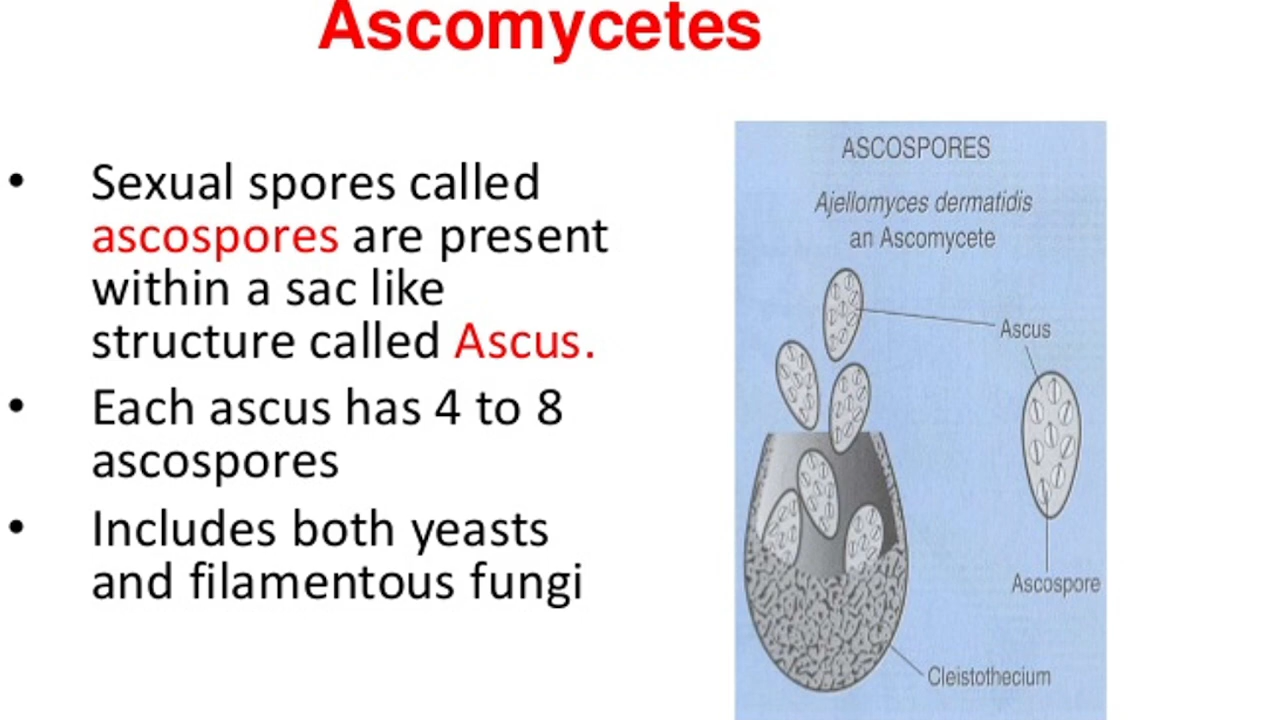 Ascomycetes
• Sexual spores called
ascospores are present
within a sac like
structure called Ascus.
• Each ascus has 4 to 8
ascospores
• Includes both yeasts
and filamentous fungi
ASCOSPORES
Ajellomyces dermatidis
an Ascomycete
Ascus
Ascospore
Cleistothecium